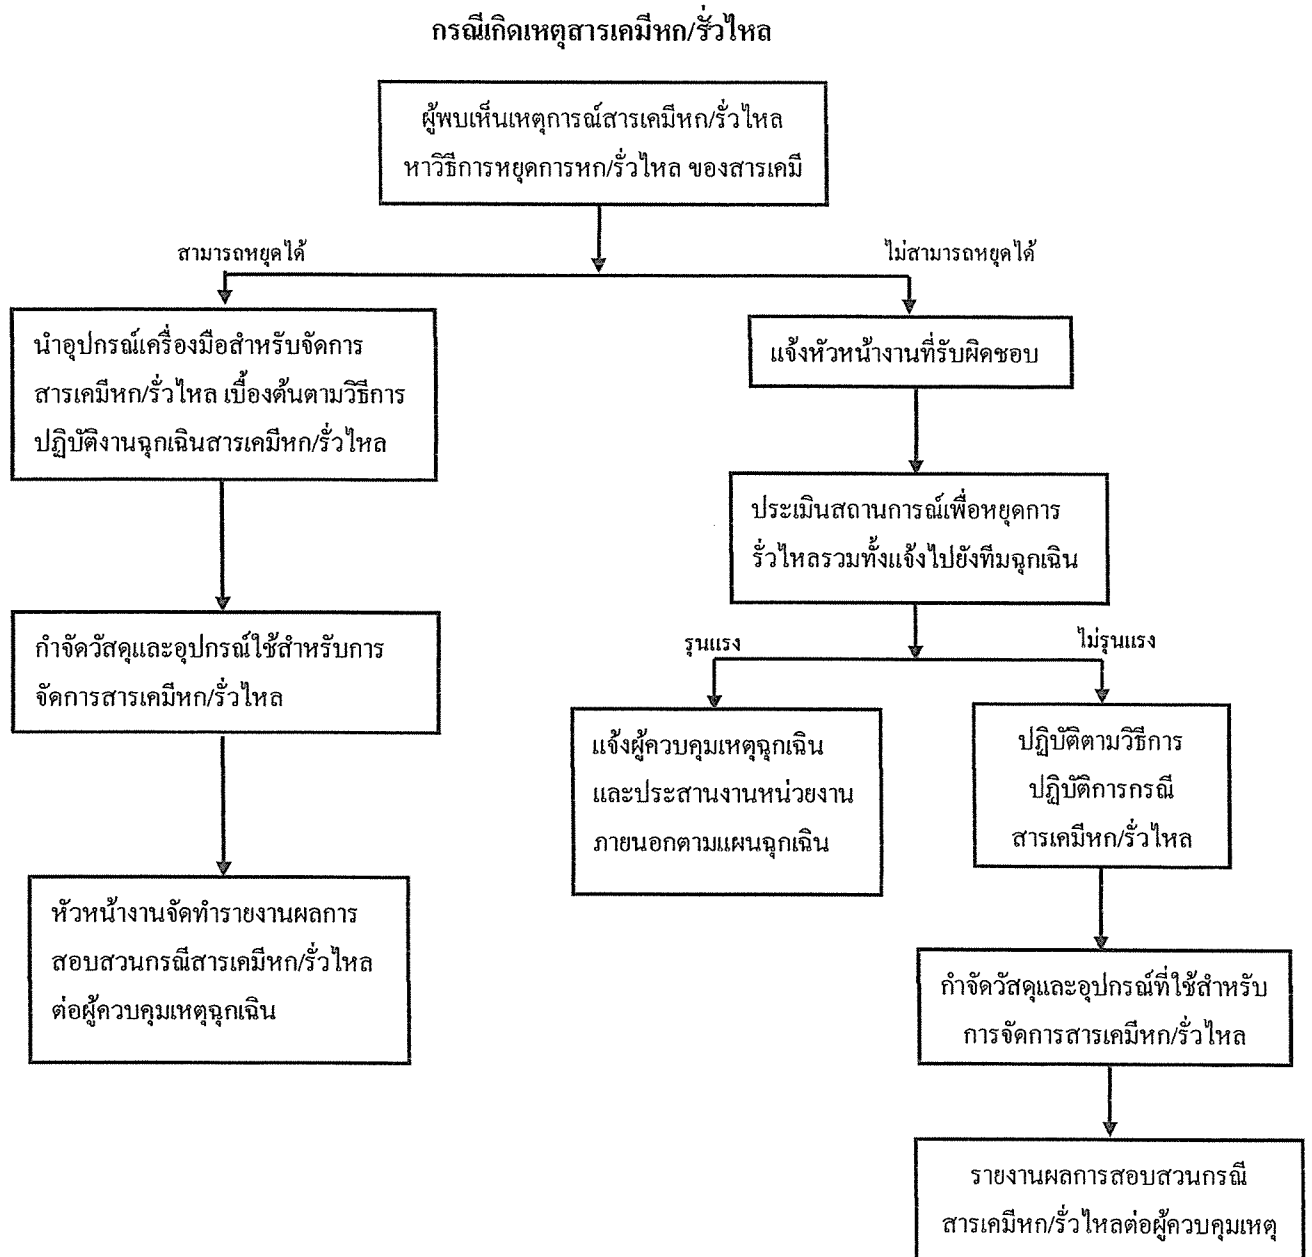 กรณีเกิดเหตุสารเคมีหก/รั่วไหล
ผู้พบเห็นเหตุการณ์สารเคมีหก/รั่วไหล
หาวิธีการหยุดการหก/รั่วไหล ของสารเคมี
สามารถหยุดได้
ไม่สามารถหยุดได้
นำอุปกรณ์เครื่องมือสำหรับจัดการ
สารเคมีหก/รั่วไหล เบื้องต้นตามวิธีการ
ปฏิบัติงานฉุกเฉินสารเคมีหก/รั่วไหล
แจ้งหัวหน้างานที่รับผิดชอบ
ประเมินสถานการณ์เพื่อหยุดการ
รั่วไหลรวมทั้งแจ้งไปยังทีมฉุกเฉิน
กำจัดวัสดุและอุปกรณ์ใช้สำหรับการ
จัดการสารเคมีหก/รั่วไหล
รุนแรง
ไม่รุนแรง
แจ้งผู้ควบคุมเหตุฉุกเฉิน
และประสานงานหน่วยงาน
ภายนอกตามแผนฉุกเฉิน
ปฏิบัติตามวิธีการ
ปฏิบัติการกรณี
สารเคมีหก/รั่วไหล
หัวหน้างานจัดทำรายงานผลการ
สอบสวนกรณีสารเคมีหก/รั่วไหล
ต่อผู้ควบคุมเหตุฉุกเฉิน
กำจัดวัสดุและอุปกรณ์ที่ใช้สำหรับ
การจัดการสารเคมีหก/รั่วไหล
รายงานผลการสอบสวนกรณี
สารเคมีหก/รั่วไหลต่อผู้ควบคุมเหตุ